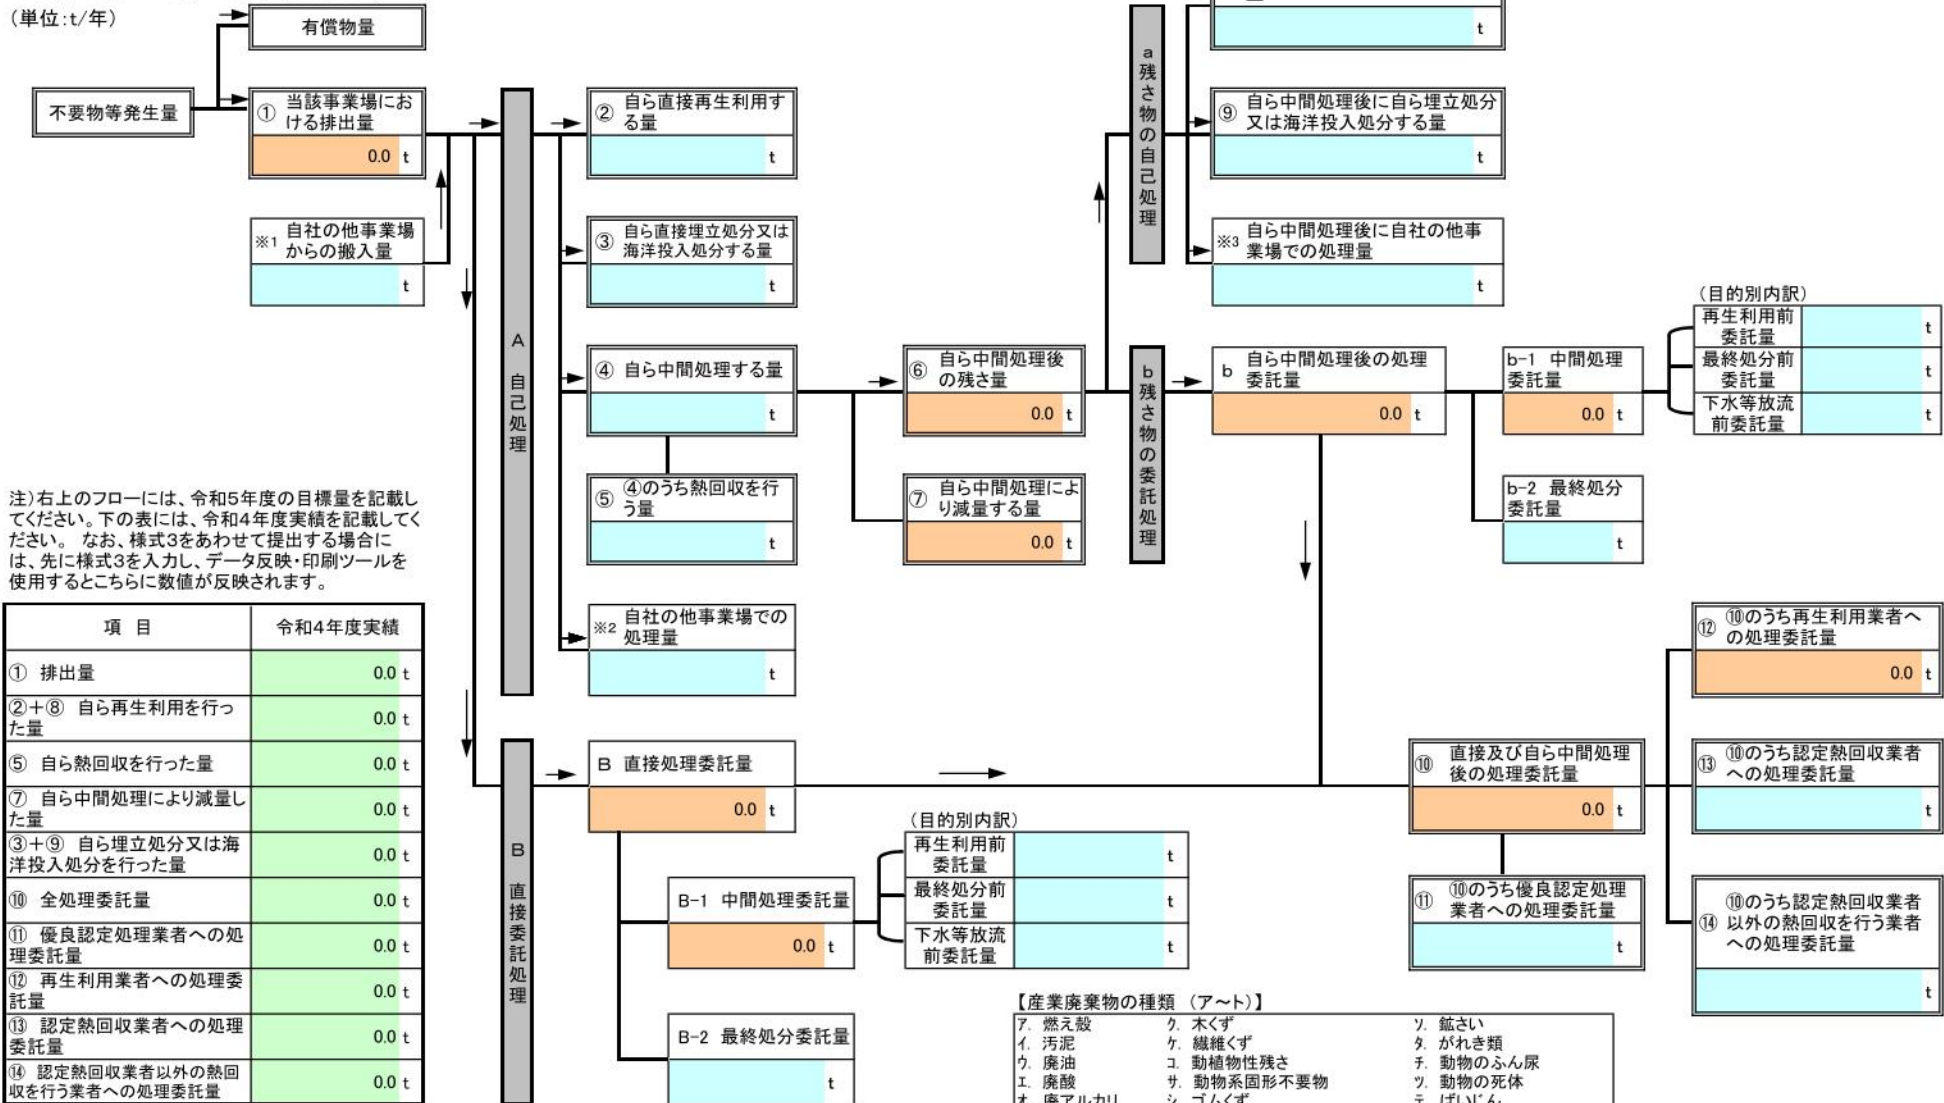 (単位:t/年)
有償物量
不要物等発生量
① 当該事業場にお
ける排出量
0.0 t
※1 自社の他事業場
からの搬入量
t
A 自己処理
② 自ら直接再生利用す
る量
t
③ 自ら直接埋立処分又は
海洋投入処分する量
t
④ 自ら中間処理する量
t
⑤ ④のうち熱回収を行
う量
t
※2 自社の他事業場での
処理量
t
⑥ 自ら中間処理後
の残さ量
0.0 t
⑦ 自ら中間処理によ
り減量する量
0.0 t
a 残さ物の自己処理
t
⑨ 自ら中間処理後に自ら埋立処分
又は海洋投入処分する量
t
※3 自ら中間処理後に自社の他事
業場での処理量
t
b 残さ物の委託処理
b 自ら中間処理後の処理
委託量
0.0 t
b-1 中間処理
委託量
0.0 t
(目的別内訳)
再生利用前
委託量
t
最終処分前
委託量
t
下水等放流
前委託量
t
b-2 最終処分
委託量
t
注)右上のフローには、令和5年度の目標量を記載し
てください。下の表には、令和4年度実績を記載してく
ださい。 なお、様式3をあわせて提出する場合に
は、先に様式3を入力し、データ反映・印刷ツールを
使用するとこちらに数値が反映されます。
項 目 令和4年度実績
① 排出量 0.0 t
②+⑧ 自ら再生利用を行っ
た量 0.0 t
⑤ 自ら熱回収を行った量 0.0 t
⑦ 自ら中間処理により減量し
た量 0.0 t
③+⑨ 自ら埋立処分又は海
洋投入処分を行った量 0.0 t
⑩ 全処理委託量 0.0 t
⑪ 優良認定処理業者への処
理委託量 0.0 t
⑫ 再生利用業者への処理委
託量 0.0 t
⑬ 認定熱回収業者への処理
委託量 0.0 t
⑭ 認定熱回収業者以外の熱回
収を行う業者への処理委託量 0.0 t
B 直接委託処理
B 直接処理委託量
0.0 t
B-1 中間処理委託量
0.0 t
(目的別内訳)
再生利用前
委託量
t
最終処分前
委託量
t
下水等放流
前委託量
t
B-2 最終処分委託量
t
⑩ 直接及び自ら中間処理
後の処理委託量
0.0 t
⑪ ⑩のうち優良認定処理
業者への処理委託量
t
⑫ ⑩のうち再生利用業者へ
の処理委託量
0.0 t
⑬ ⑩のうち認定熱回収業者
への処理委託量
t
⑩のうち認定熱回収業者
⑭ 以外の熱回収を行う業者
への処理委託量
t
【産業廃棄物の種類 (ア~ト)】
ア. 燃え殻 ク. 木くず ソ. 鉱さい
イ. 汚泥 ケ. 繊維くず タ. がれき類
ウ. 廃油 コ. 動植物性残さ チ. 動物のふん尿
エ. 廃酸 サ. 動物系固形不要物 ツ. 動物の死体
オ. 廃アルカリ シ. ゴムくず テ. ばいじん